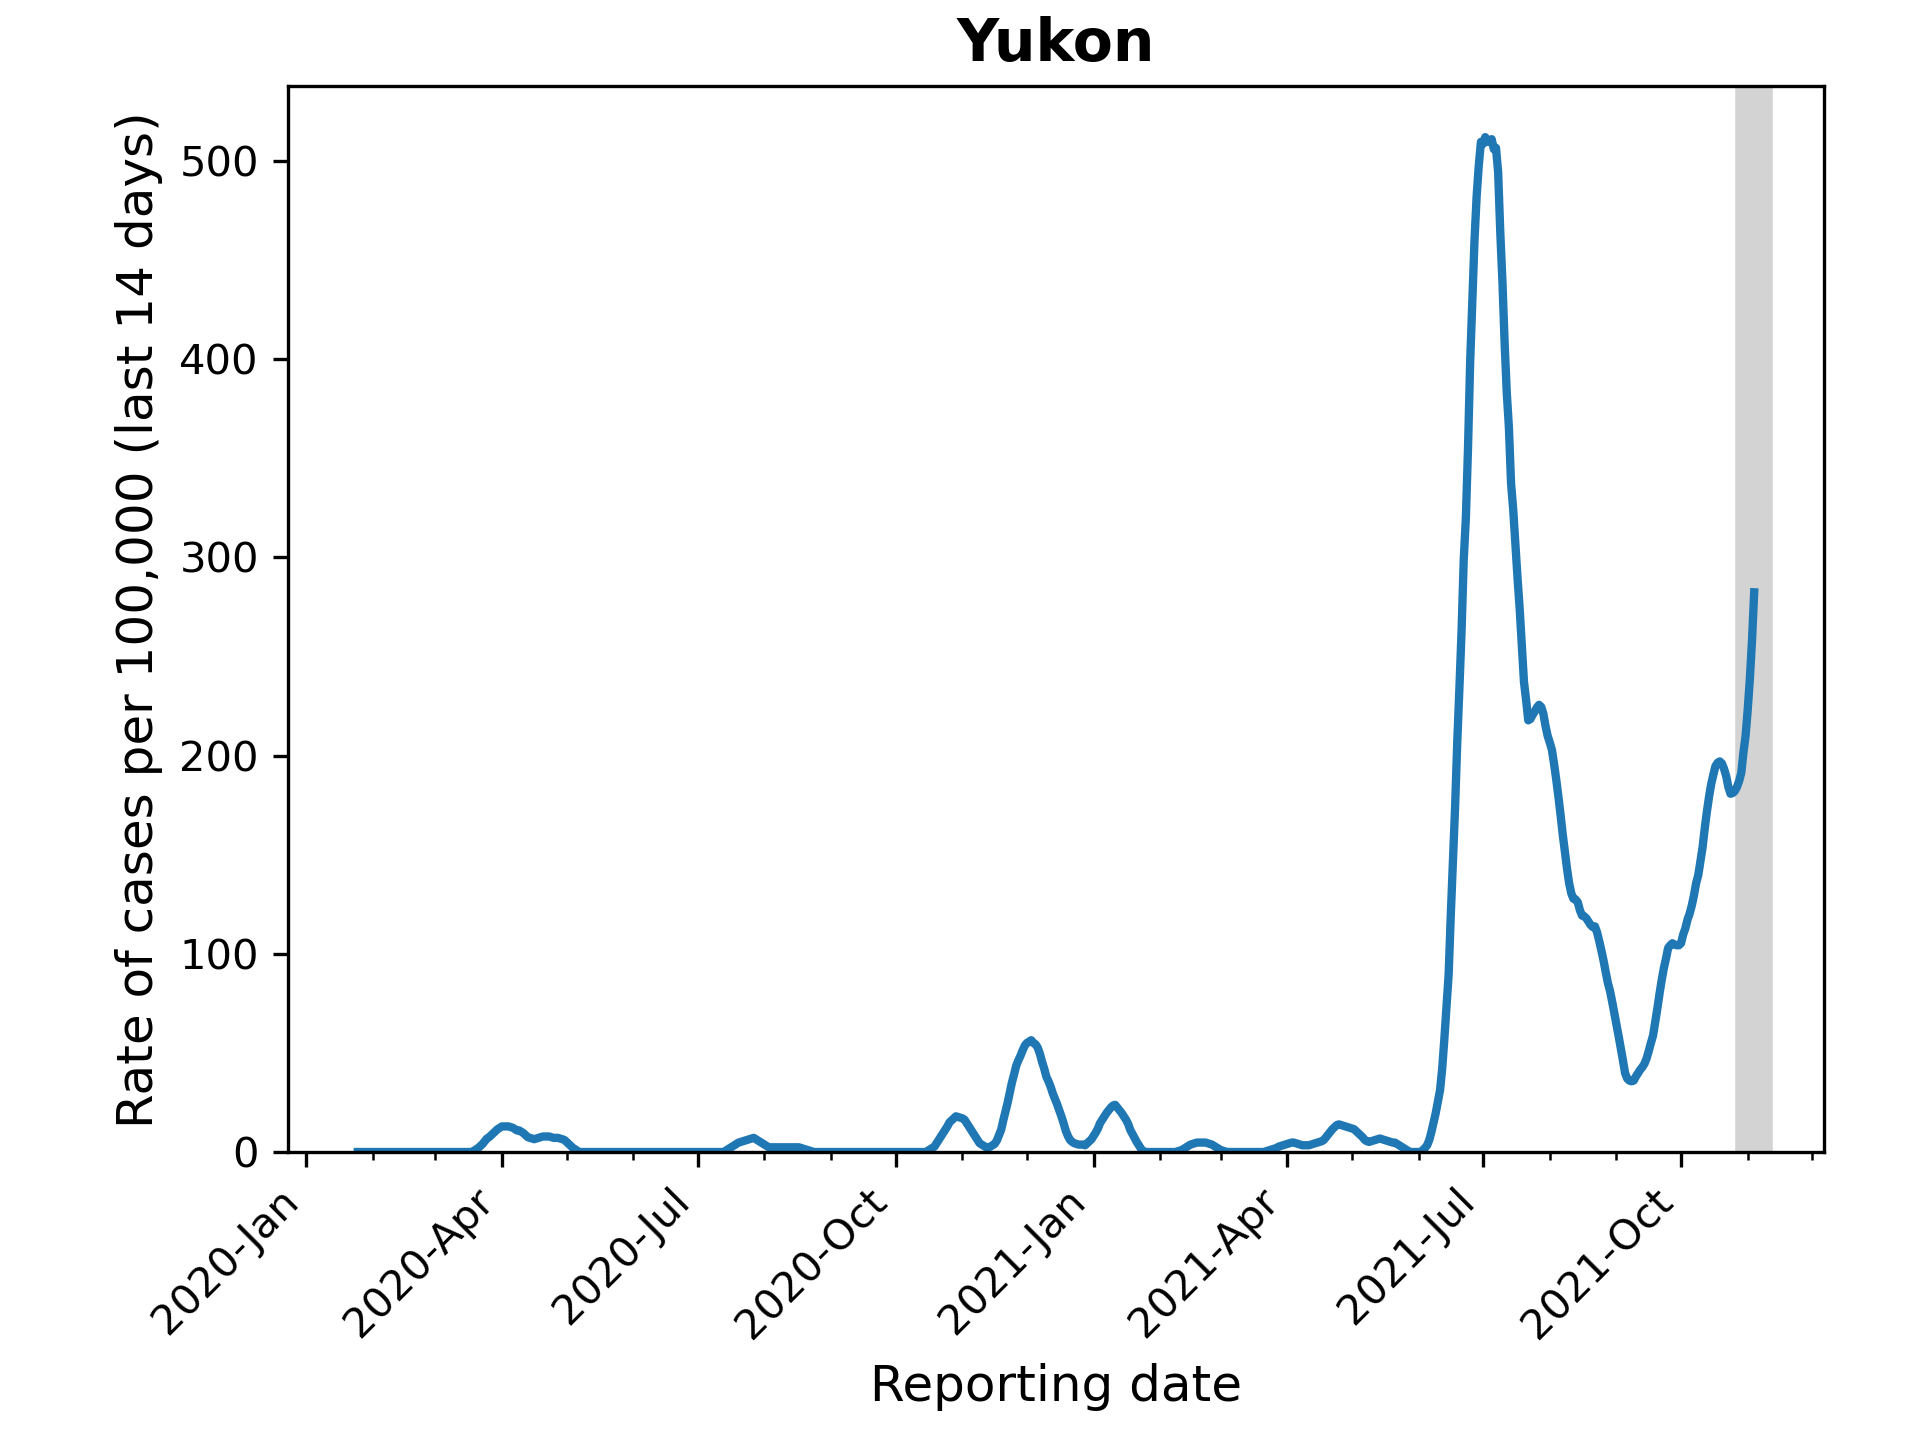 Yukon
Rate of cases per 100,000 (last 14 days)
500
400
300
200
100
0
2020-Jan
2020-Apr
2020-Jul
2020-Oct
2021-Jan
2021-Apr
2021-Jul
2021-Oct
Reporting date